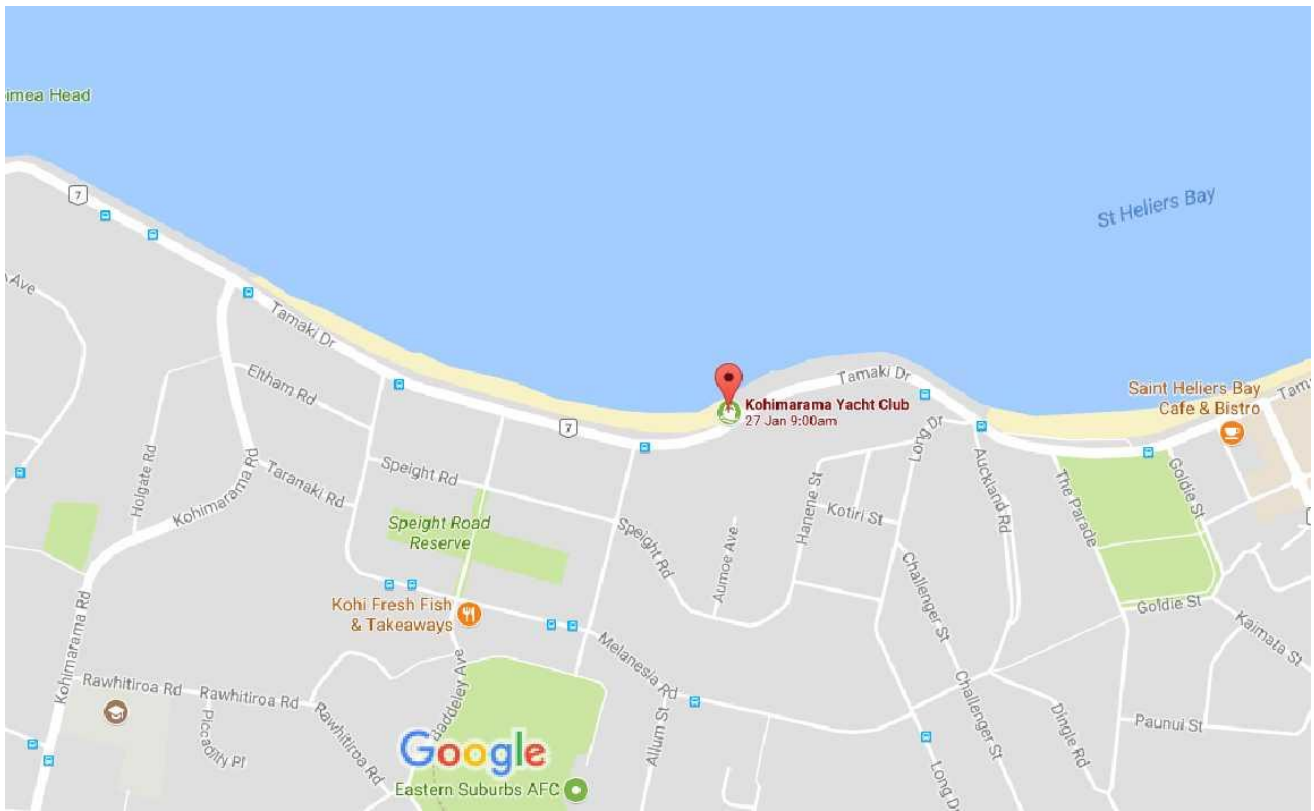 imea Head
7
St Heliers Bay
Ave
Tamaki Dr
Eltham Rd
Tamaki Dr
Saint Heliers Bay
Cafe & Bistro
Kohimarama Yacht Club
27 Jan 9:00am
7
Holgate Rd
Kohimarama Rd
Taranaki Rd
Speight Rd
Long Dr
Auckland Rd
The Parade
Goldie St
Hanene St
Kotiri St
Speight Road
Reserve
Speight Rd
Aumoe Ave
Kohi Fresh Fish
& Takeaways
Challenger St
Goldie St
Kaimata St
Kohimarama Rd
Melanesia Rd
Baddeley Ave
Rawhitiroa Rd
Rawhitiroa Rd
Rawhitiroa Rd
Piccadilly Pl
Allum St
Challenger St
Dingle Rd
Paunui St
Google
Eastern Suburbs AFC
Long Dr